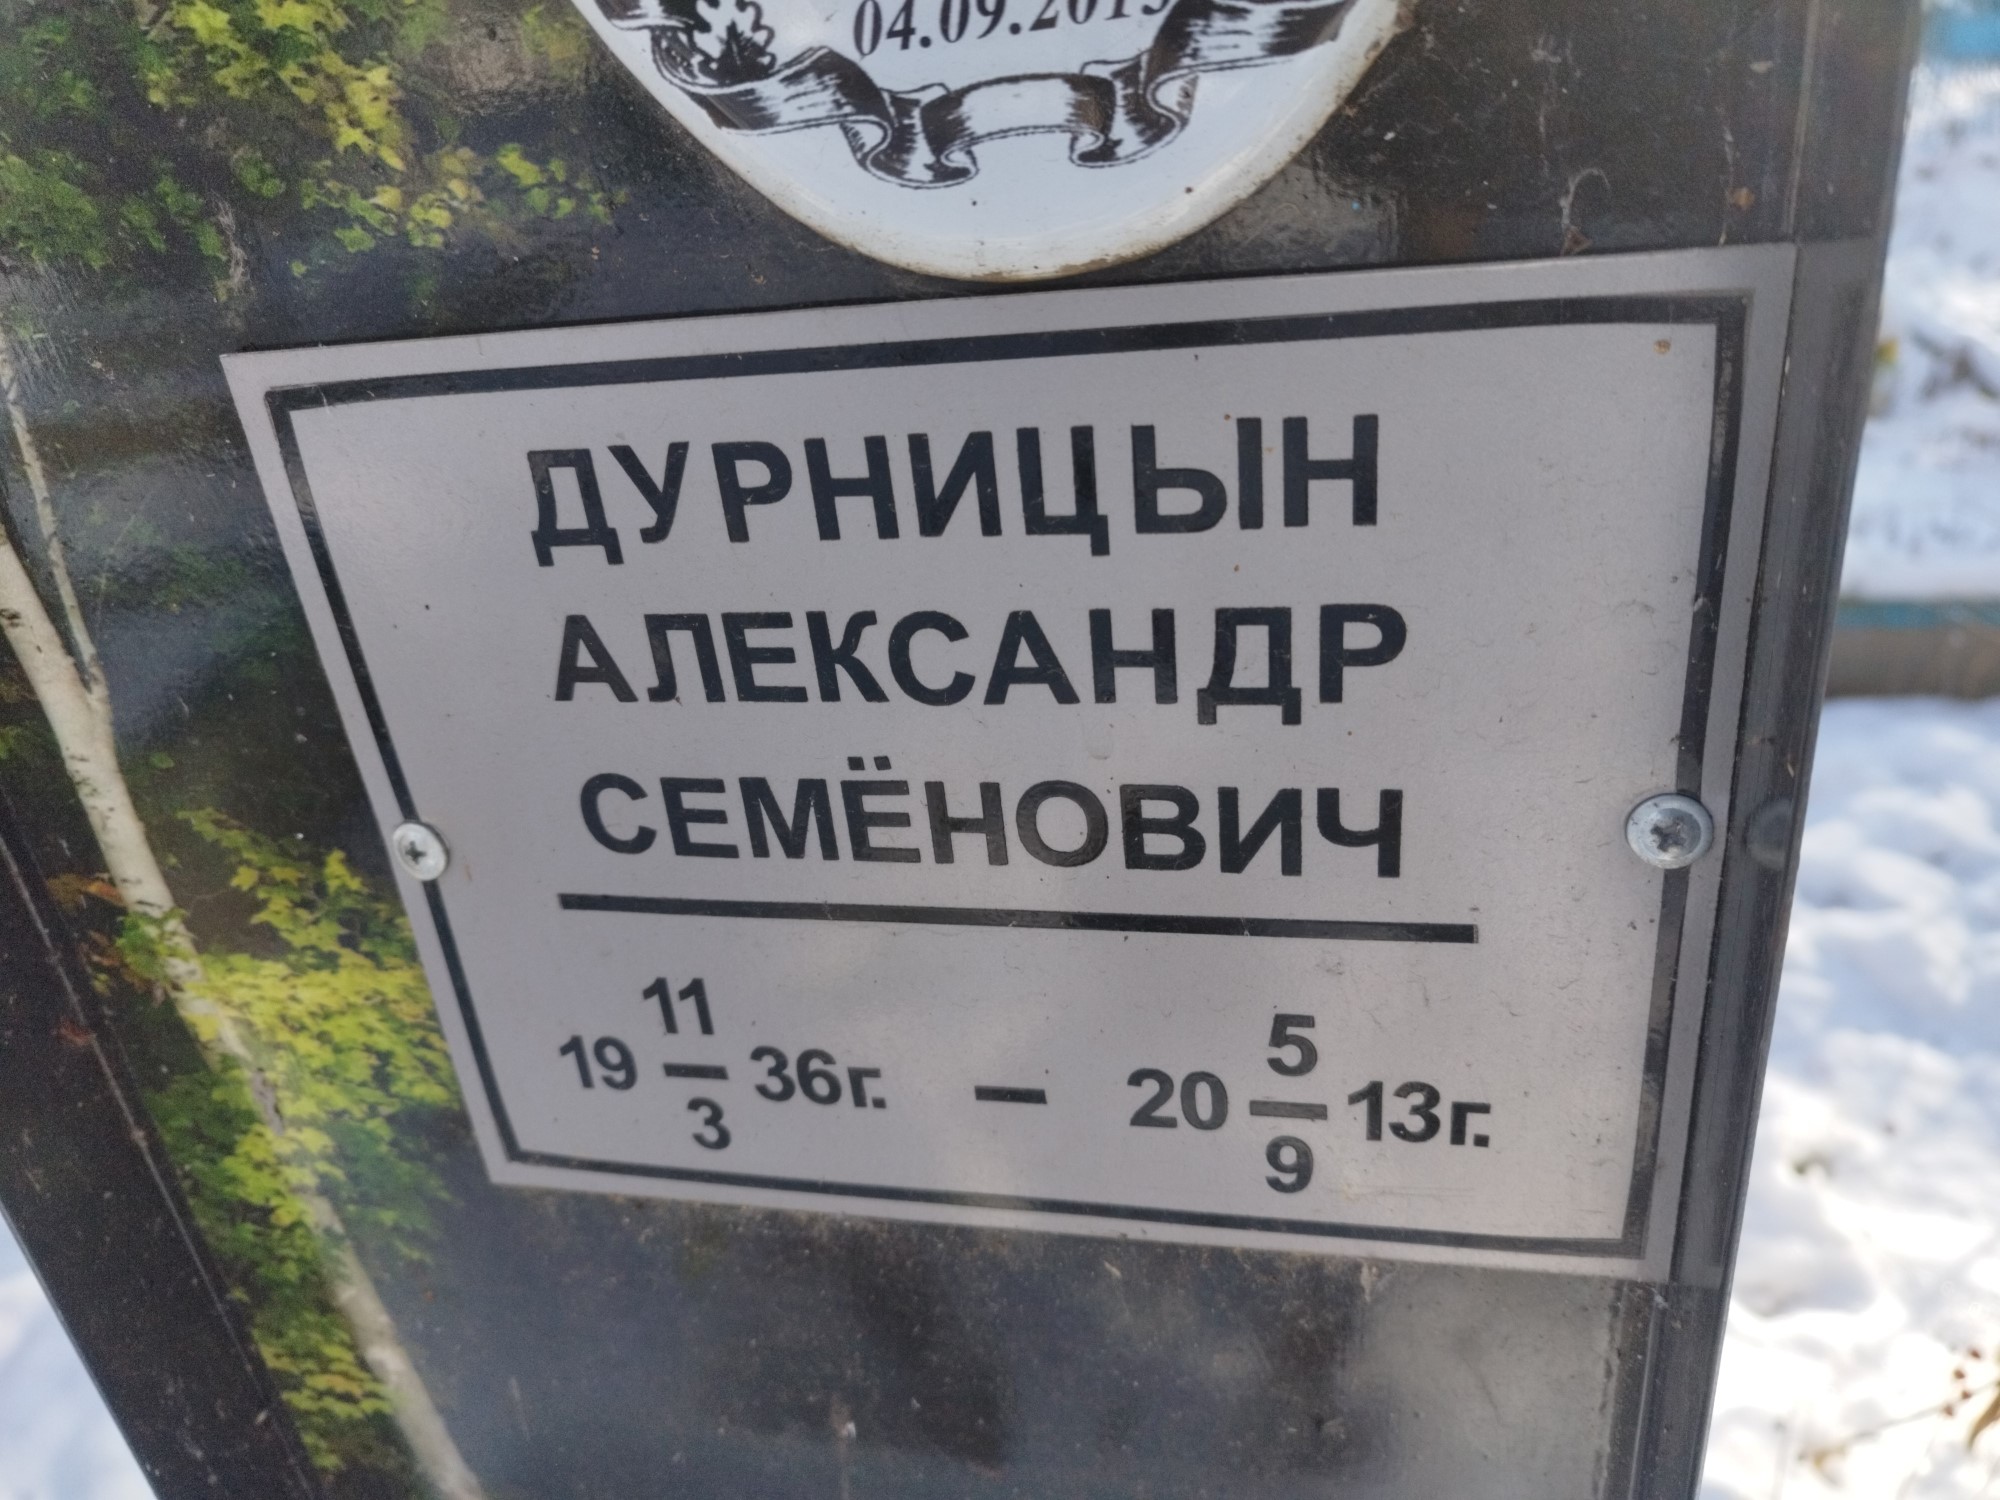 04.09.2013
ДУРНИЦЫН
АЛЕКСАНДР
СЕМЁНОВИЧ
19 11/3 36г. – 20 5/9 13г.